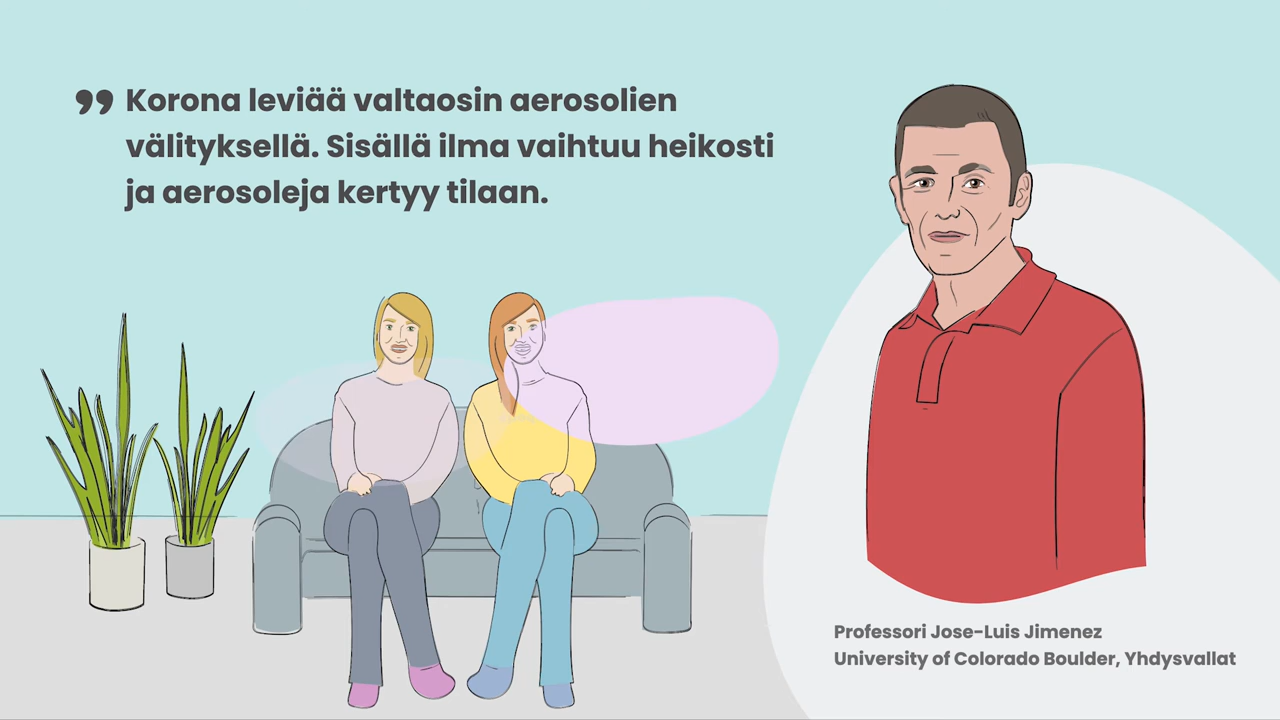 ” Korona leviää valtaosin aerosolien
välityksellä. Sisällä ilma vaihtuu heikosti
ja aerosoleja kertyy tilaan.
Professori Jose-Luis Jimenez
University of Colorado Boulder, Yhdysvallat